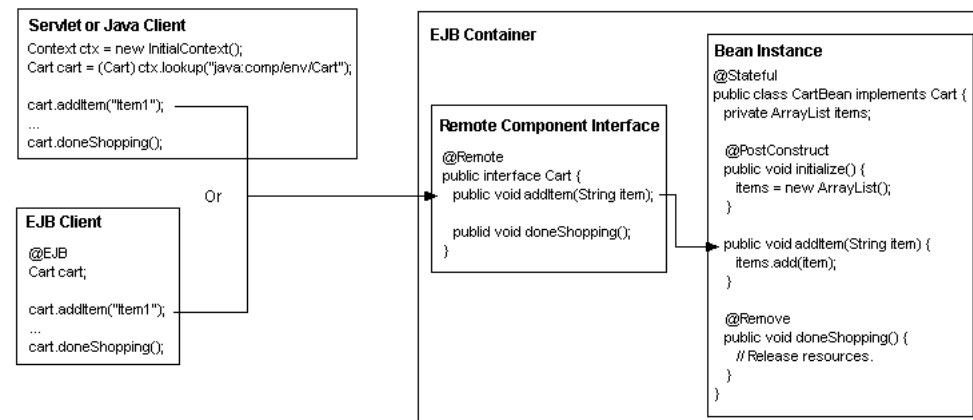 Servlet or Java Client
Context ctx = new InitialContext();
Cart cart = (Cart) ctx.lookup("java:comp/env/Cart");
cart.addItem("Item1");
...
cart.doneShopping();
Or
EJB Client
@EJB
Cart cart;
cart.addItem("Item1");
...
cart.doneShopping();
EJB Container
Remote Component Interface
@Remote
public interface Cart {
public void addItem(String item);
publid void doneShopping();
}
Bean Instance
@Stateful
public class CartBean implements Cart {
private ArrayList items;
@PostConstruct
public void initialize() {
items = new ArrayList();
}
public void addItem(String item) {
items.add(item);
}
@Remove
public void doneShopping() {
// Release resources.
}
}